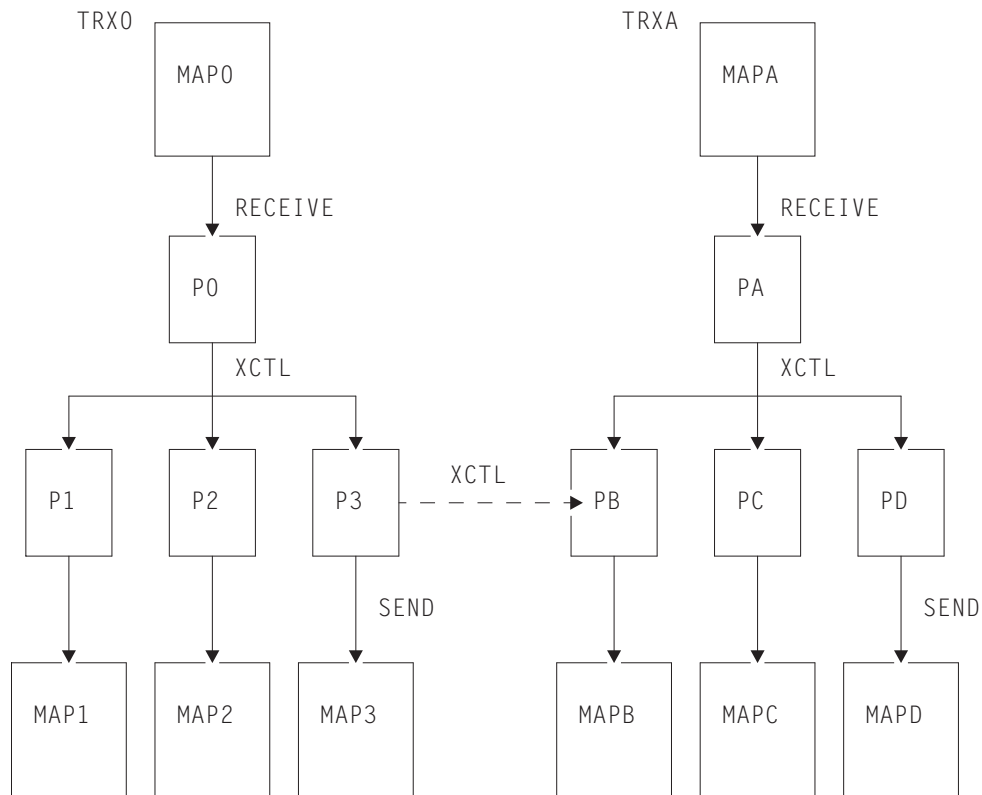 TRX0
TRXA
MAP0
MAPA
RECEIVE
RECEIVE
P0
PA
XCTL
XCTL
P1
P2
P3
XCTL
PB
PC
PD
SEND
SEND
MAP1
MAP2
MAP3
MAPB
MAPC
MAPD